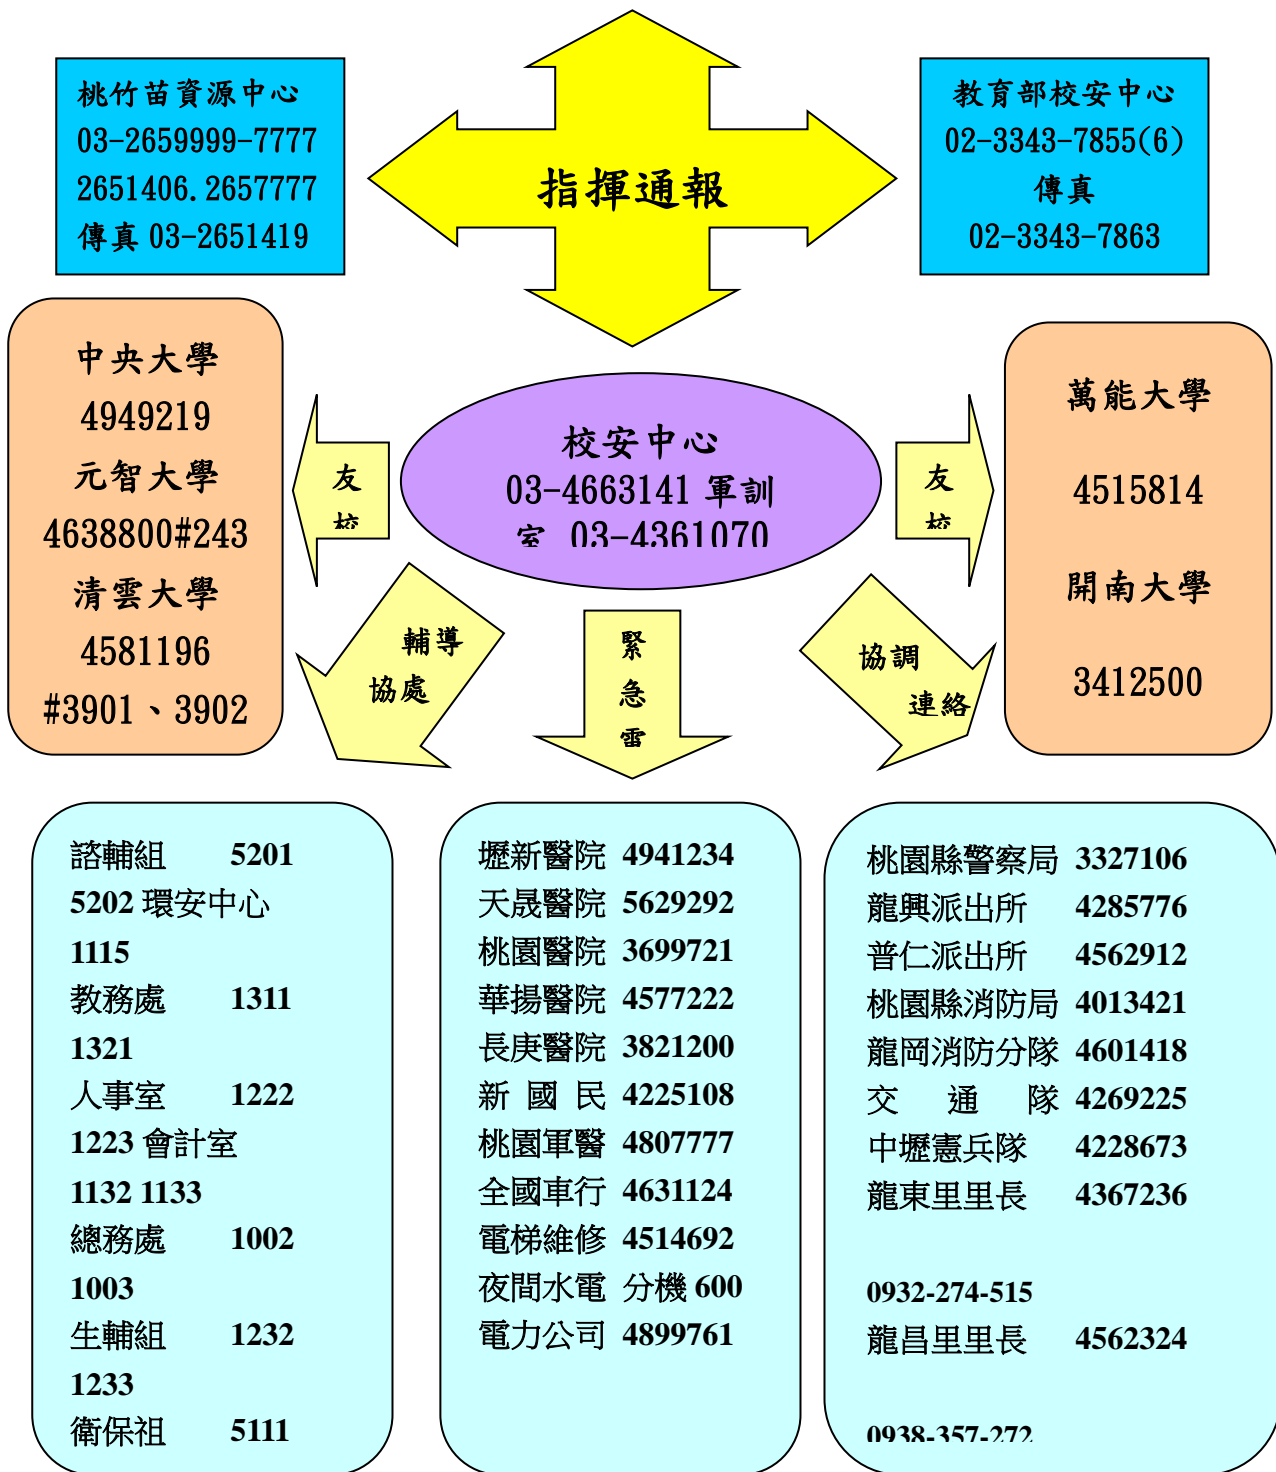 桃竹苗資源中心
03-2659999-7777
2651406.2657777
傳真 03-2651419
指揮通報
教育部校安中心
02-3343-7855(6)
傳真
02-3343-7863
中央大學
4949219
元智大學
4638800#243
清雲大學
4581196
#3901、3902
友
校
校安中心
03-4663141 軍訓
室 03-4361070
友
校
萬能大學
4515814
開南大學
3412500
輔導
協處
緊
急
協調
連絡
諮輔組 5201
5202 環安中心
1115
教務處 1311
1321
人事室 1222
1223 會計室
1132 1133
總務處 1002
1003
生輔組 1232
1233
衛保祖 5111
壢新醫院 4941234
天晟醫院 5629292
桃園醫院 3699721
華揚醫院 4577222
長庚醫院 3821200
新 國 民 4225108
桃園軍醫 4807777
全國車行 4631124
電梯維修 4514692
夜間水電 分機 600
電力公司 4899761
桃園縣警察局 3327106
龍興派出所 4285776
普仁派出所 4562912
桃園縣消防局 4013421
龍岡消防分隊 4601418
交 通 隊 4269225
中壢憲兵隊 4228673
龍東里里長 4367236
0932-274-515
龍昌里里長 4562324
0938-357-272